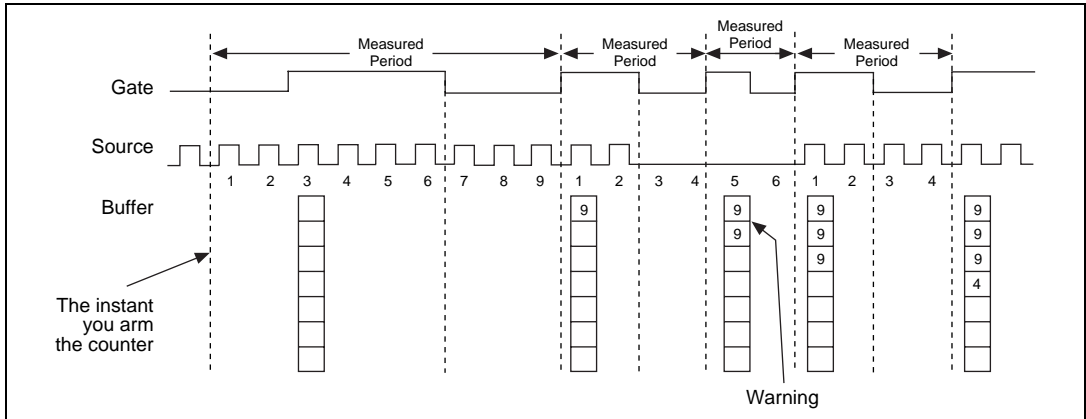 Measured
Period
Measured
Period
Measured
Period
Measured
Period
Gate
Source
1 2 3 4 5 6 7 8 9 1 2 3 4 5 6 1 2 3 4
Buffer
9 9 9 9
9 9 9
9 9
4
The instant
you arm
the counter
Warning